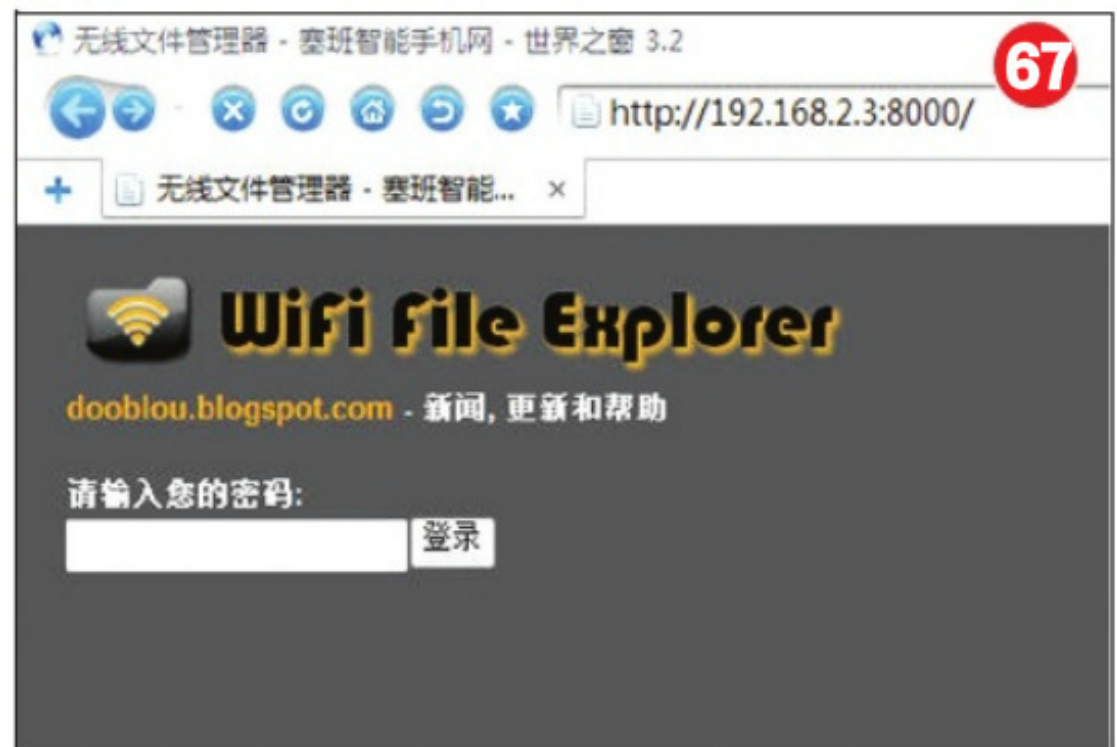 无线文件管理器 - 塞班智能手机网 - 世界之窗 3.2
67
http://192.168.2.3:8000/
无线文件管理器 - 塞班智能...
WiFi File Explorer
dooblou.blogspot.com - 新闻, 更新和帮助
请输入您的密码:
登录